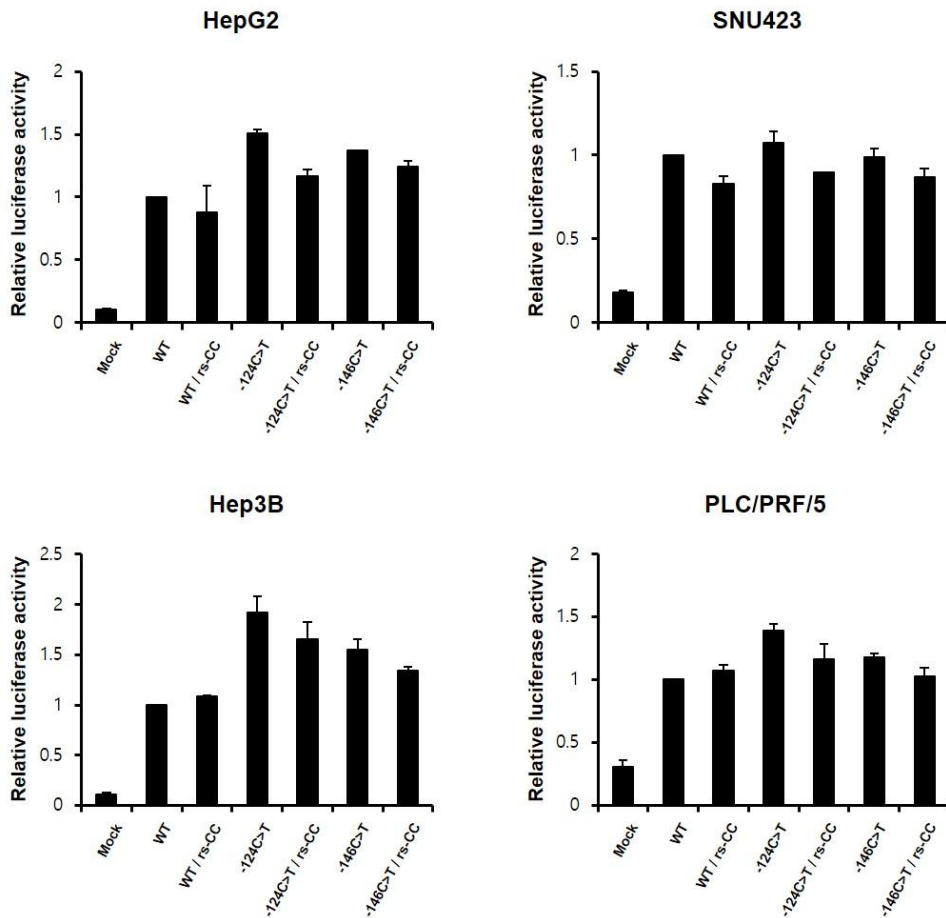 HepG2
Relative luciferase activity
2
1.5
1
0.5
0
Mock
WT
WT / rs-CC
-124C>T
-124C>T / rs-CC
-146C>T
-146C>T / rs-CC
SNU423
Relative luciferase activity
1.5
1
0.5
0
Mock
WT
WT / rs-CC
-124C>T
-124C>T / rs-CC
-146C>T
-146C>T / rs-CC
Hep3B
Relative luciferase activity
2.5
2
1.5
1
0.5
0
Mock
WT
WT / rs-CC
-124C>T
-124C>T / rs-CC
-146C>T
-146C>T / rs-CC
PLC/PRF/5
Relative luciferase activity
2
1.5
1
0.5
0
Mock
WT
WT / rs-CC
-124C>T
-124C>T / rs-CC
-146C>T
-146C>T / rs-CC